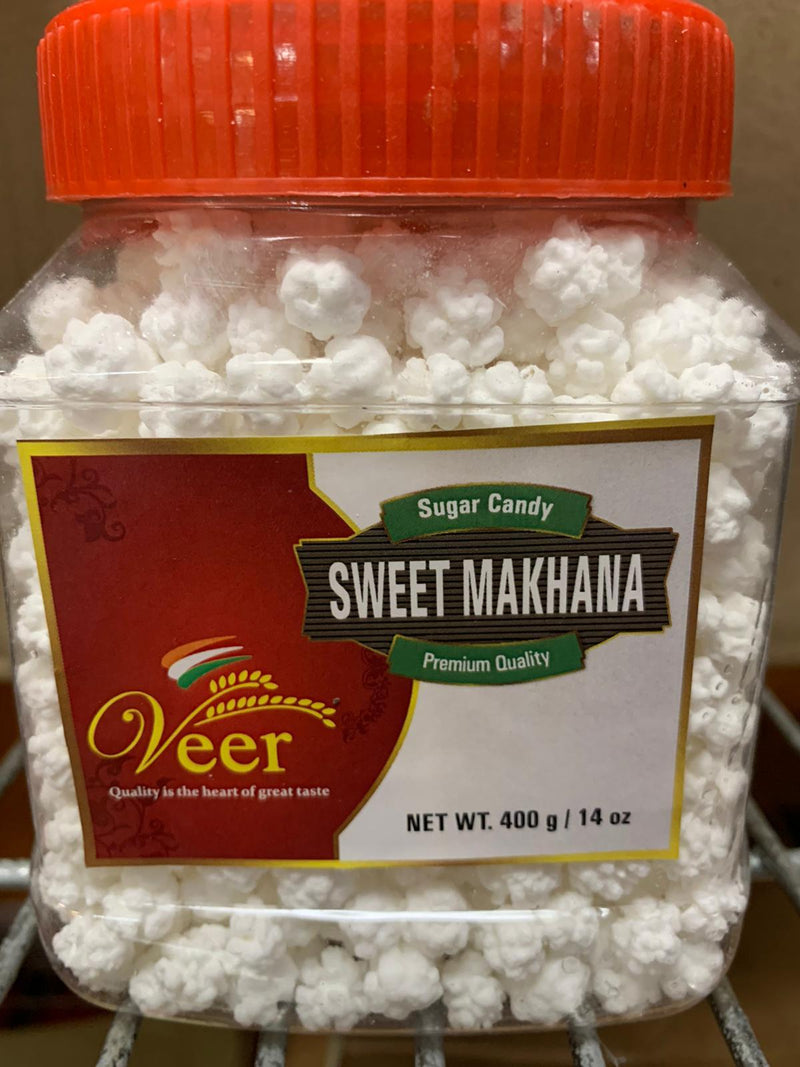 Sugar Candy
SWEET MAKHANA
Premium Quality
Veer
Quality is the heart of great taste
NET WT. 400 g / 14 oz